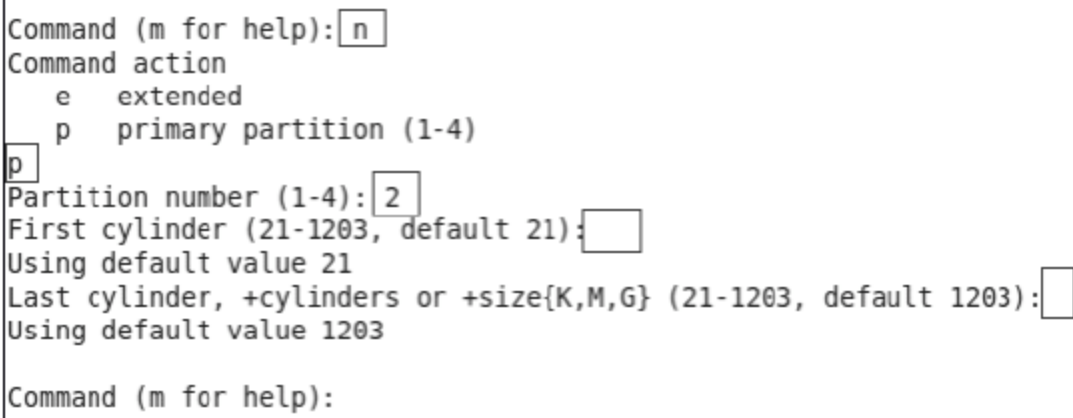 Command (m for help): n
Command action
e extended
p primary partition (1-4)
p
Partition number (1-4): 2
First cylinder (21-1203, default 21):
Using default value 21
Last cylinder, +cylinders or +size{K,M,G} (21-1203, default 1203):
Using default value 1203
Command (m for help):